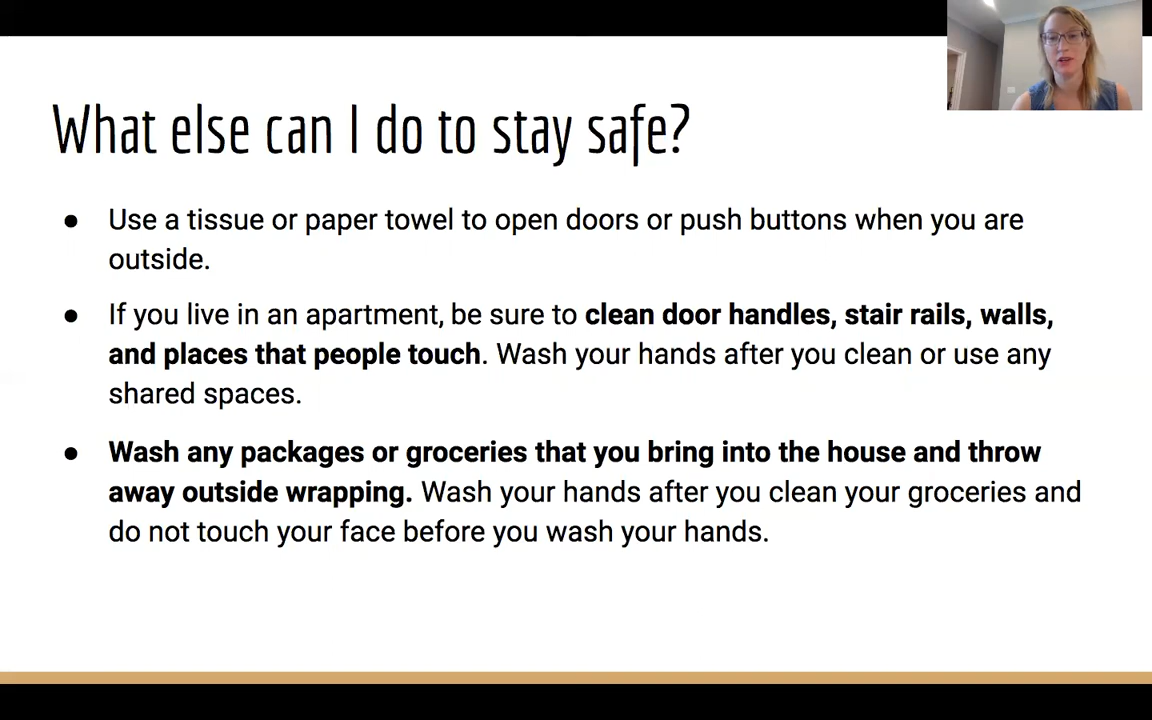 What else can I do to stay safe?
● Use a tissue or paper towel to open doors or push buttons when you are
outside.
● If you live in an apartment, be sure to clean door handles, stair rails, walls,
and places that people touch. Wash your hands after you clean or use any
shared spaces.
● Wash any packages or groceries that you bring into the house and throw
away outside wrapping. Wash your hands after you clean your groceries and
do not touch your face before you wash your hands.